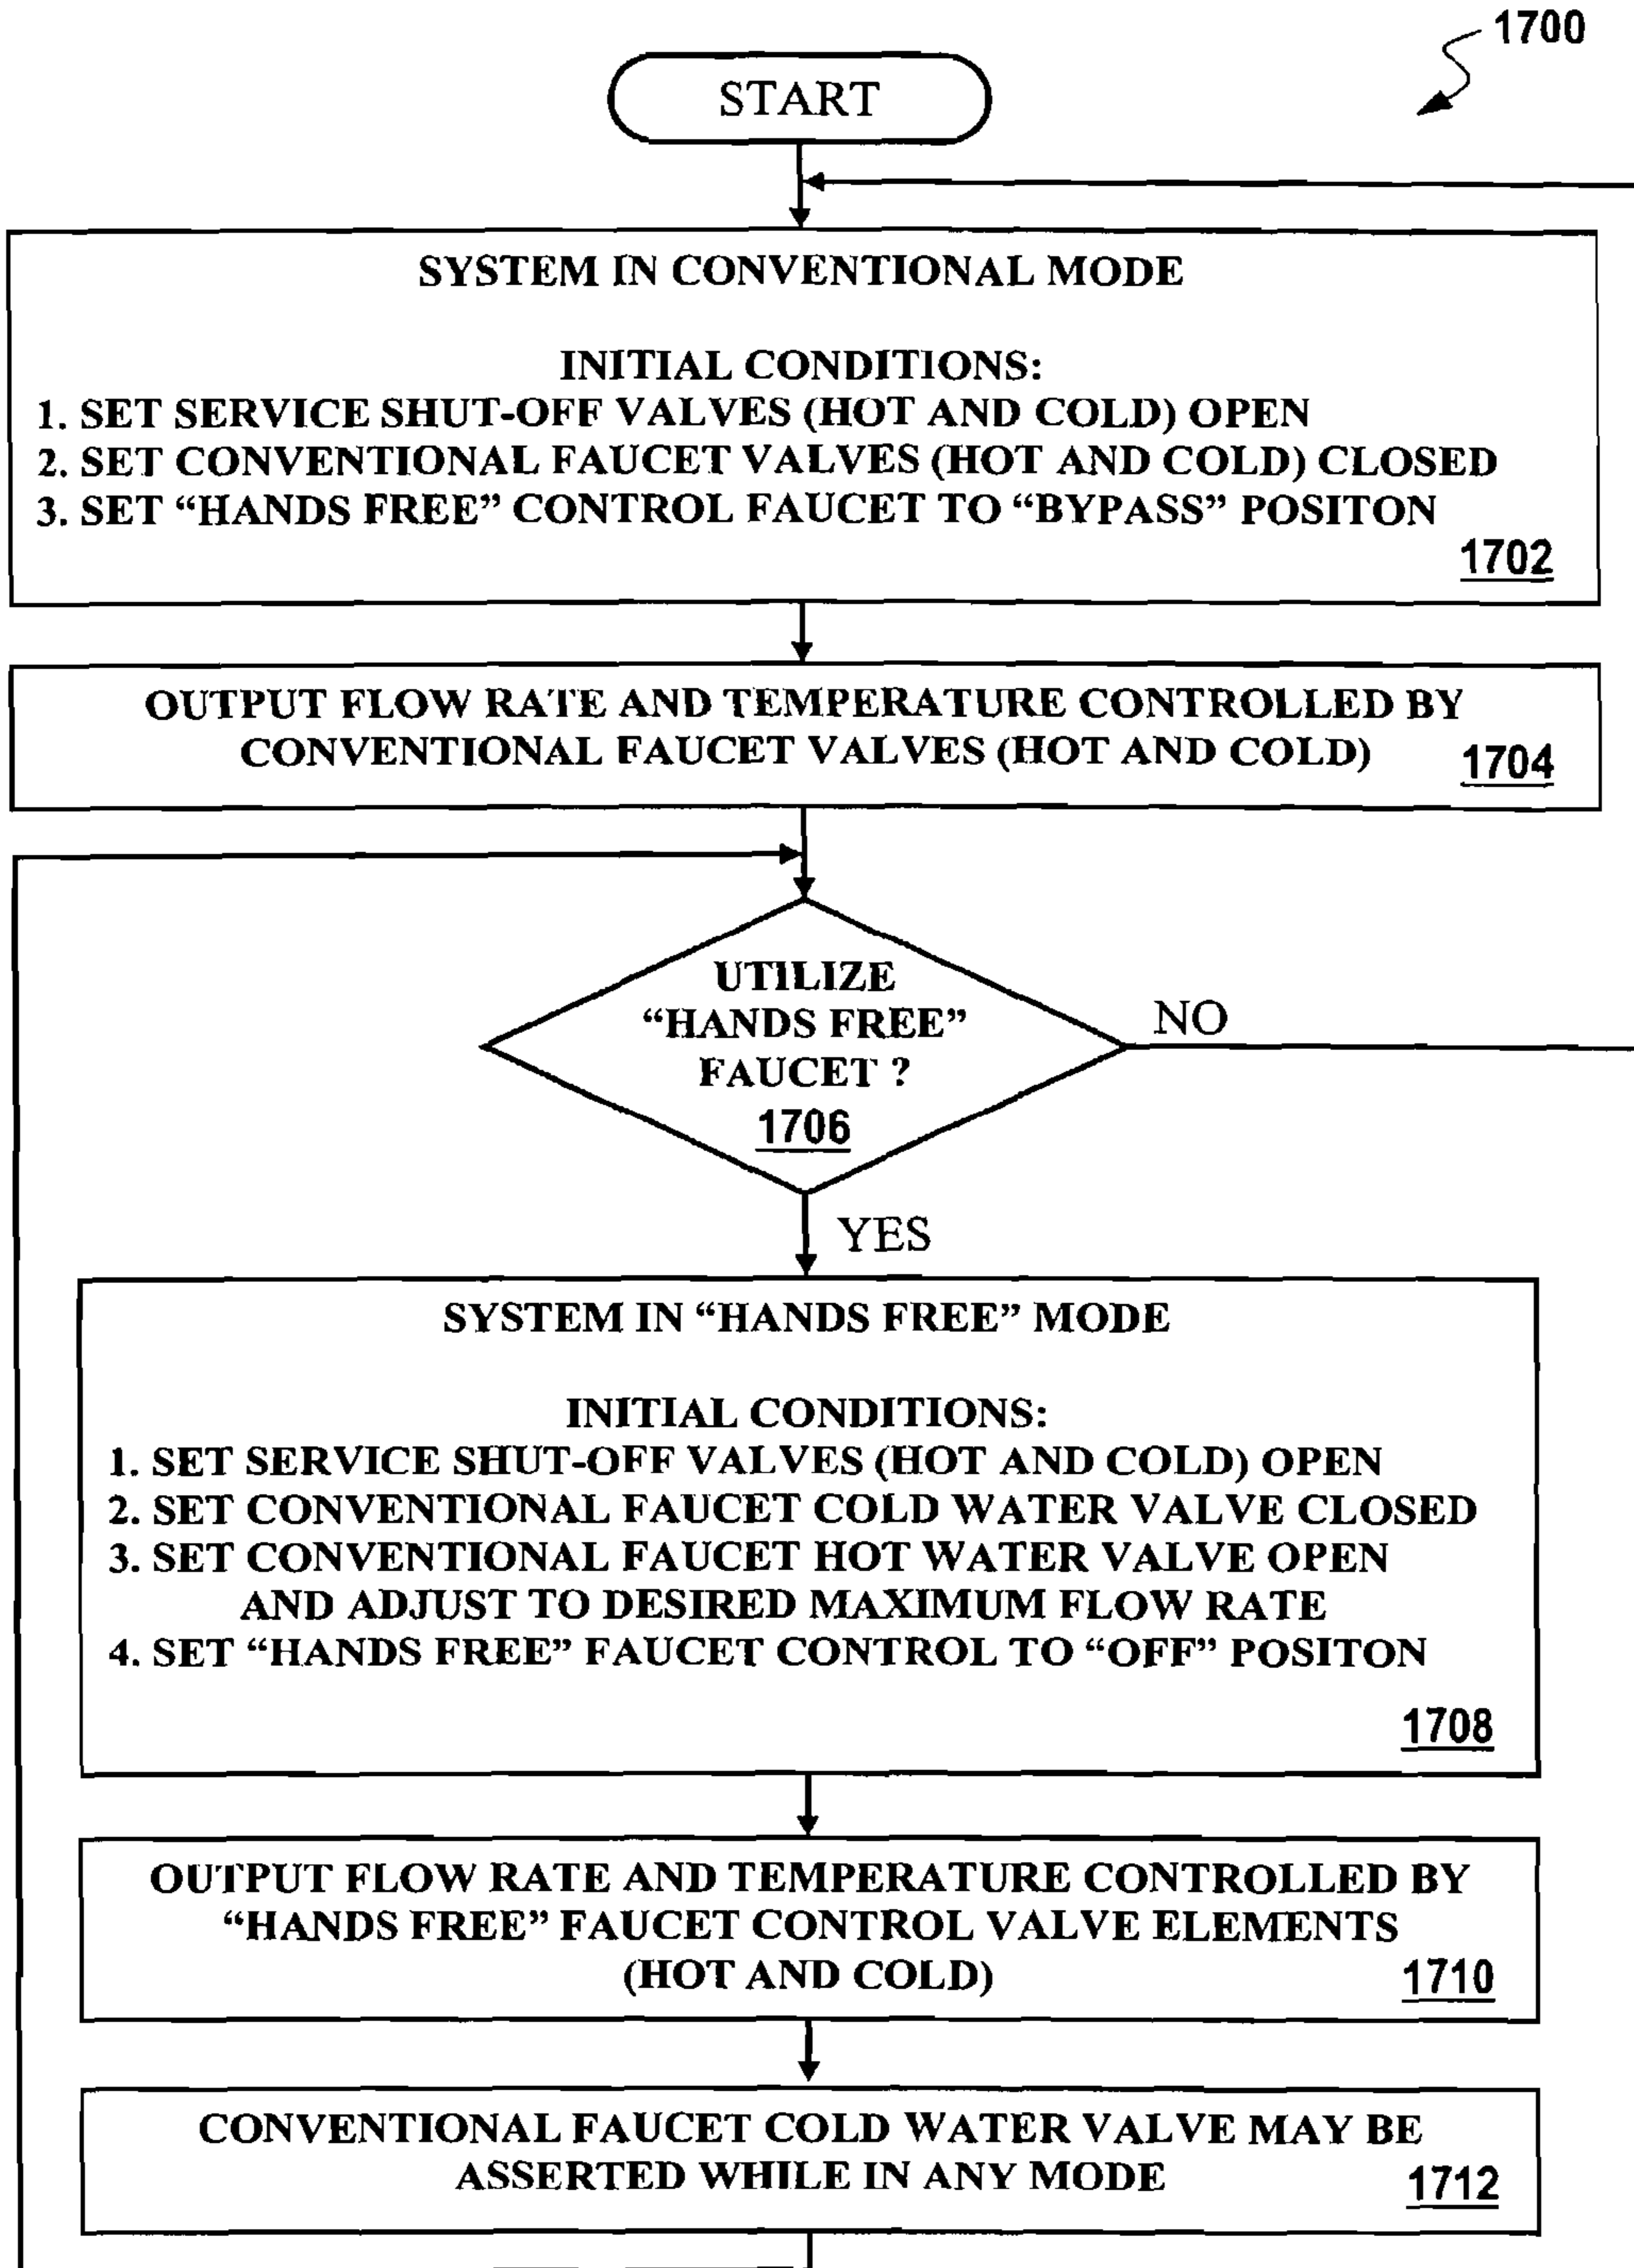 1700
START
SYSTEM IN CONVENTIONAL MODE
INITIAL CONDITIONS:
1. SET SERVICE SHUT-OFF VALVES (HOT AND COLD) OPEN
2. SET CONVENTIONAL FAUCET VALVES (HOT AND COLD) CLOSED
3. SET “HANDS FREE” CONTROL FAUCET TO “BYPASS” POSITON
1702
OUTPUT FLOW RATE AND TEMPERATURE CONTROLLED BY
CONVENTIONAL FAUCET VALVES (HOT AND COLD)
1704
UTILIZE
“HANDS FREE”
FAUCET ?
1706
NO
YES
SYSTEM IN “HANDS FREE” MODE
INITIAL CONDITIONS:
1. SET SERVICE SHUT-OFF VALVES (HOT AND COLD) OPEN
2. SET CONVENTIONAL FAUCET COLD WATER VALVE CLOSED
3. SET CONVENTIONAL FAUCET HOT WATER VALVE OPEN
AND ADJUST TO DESIRED MAXIMUM FLOW RATE
4. SET “HANDS FREE” FAUCET CONTROL TO “OFF” POSITON
1708
OUTPUT FLOW RATE AND TEMPERATURE CONTROLLED BY
“HANDS FREE” FAUCET CONTROL VALVE ELEMENTS
(HOT AND COLD)
1710
CONVENTIONAL FAUCET COLD WATER VALVE MAY BE
ASSERTED WHILE IN ANY MODE
1712